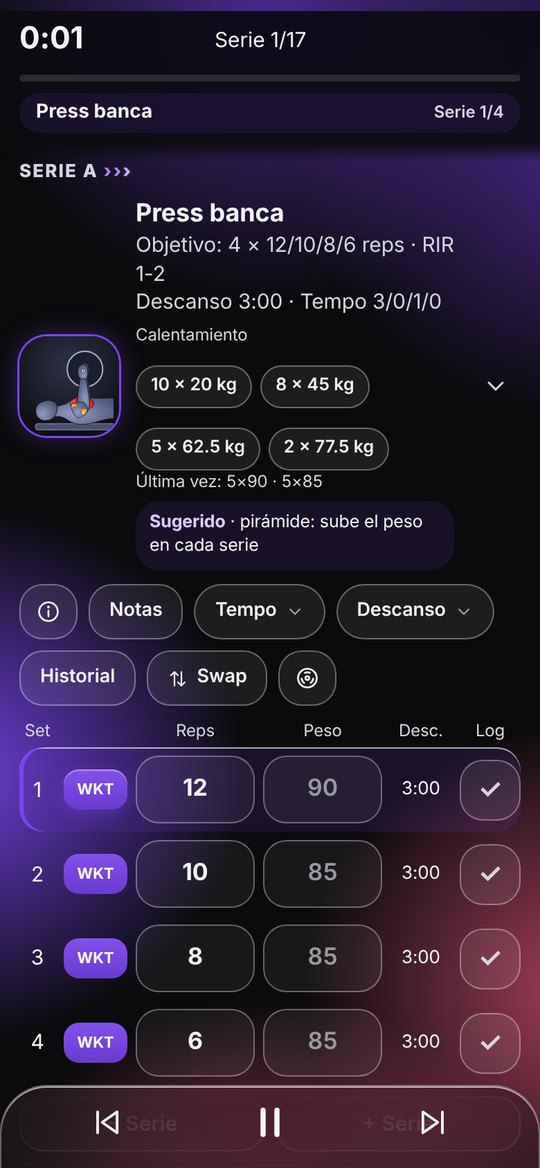 0:01
Serie 1/17
Press banca
Serie 1/4
SERIE A ›››
Press banca
Objetivo: 4 × 12/10/8/6 reps · RIR
1-2
Descanso 3:00 · Tempo 3/0/1/0
Calentamiento
10 × 20 kg
8 × 45 kg
5 × 62.5 kg
2 × 77.5 kg
Última vez: 5×90 · 5×85
Sugerido · pirámide: sube el peso
en cada serie
Notas
Tempo
Descanso
Historial
Swap
Set Reps Peso Desc. Log
1 WKT 12 90 3:00
2 WKT 10 85 3:00
3 WKT 8 85 3:00
4 WKT 6 85 3:00
Serie
+ Seri